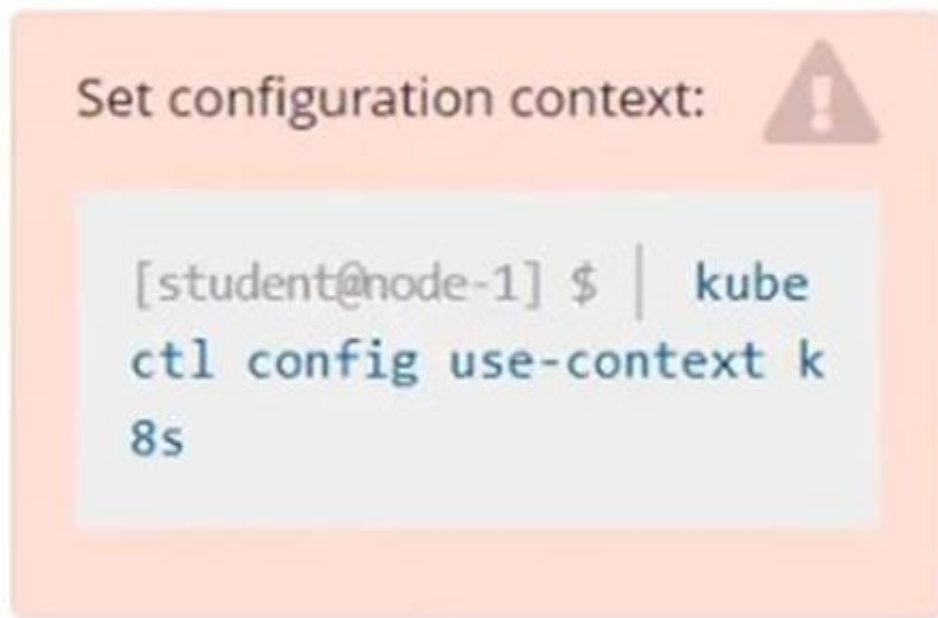 Set configuration context:
[student@node-1] $ | kube
ctl config use-context k
8s